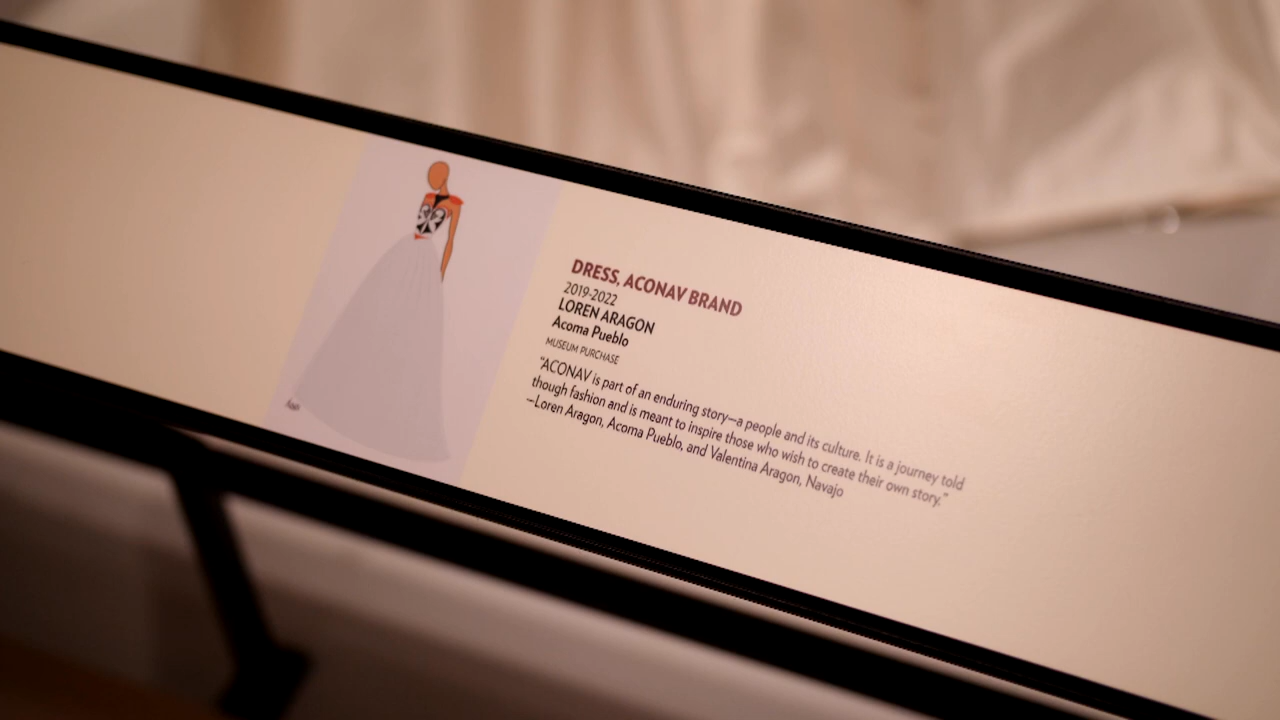 DRESS, ACONAV BRAND
2019-2022
LOREN ARAGON
Acoma Pueblo
MUSEUM PURCHASE
“ACONAV is part of an enduring story—a people and its culture. It is a journey told
though fashion and is meant to inspire those who wish to create their own story.”
—Loren Aragon, Acoma Pueblo, and Valentina Aragon, Navajo